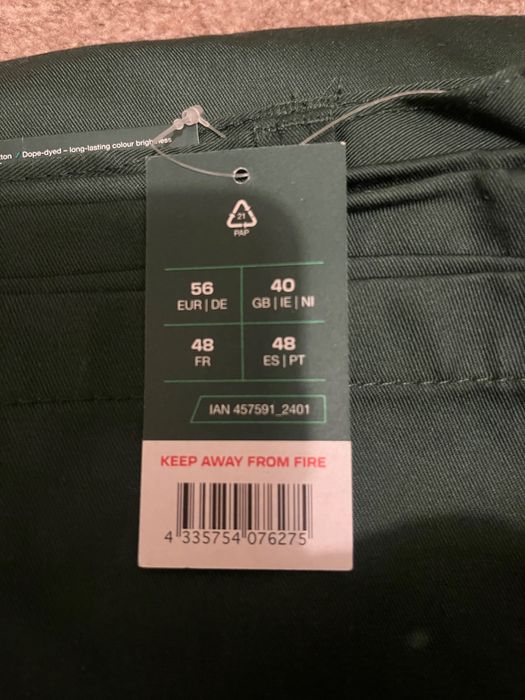 tton / Dope-dyed – long-lasting colour brightness
21
PAP
56
EUR | DE
40
GB | IE | NI
48
FR
48
ES | PT
IAN 457591_2401
KEEP AWAY FROM FIRE
4 335754 076275